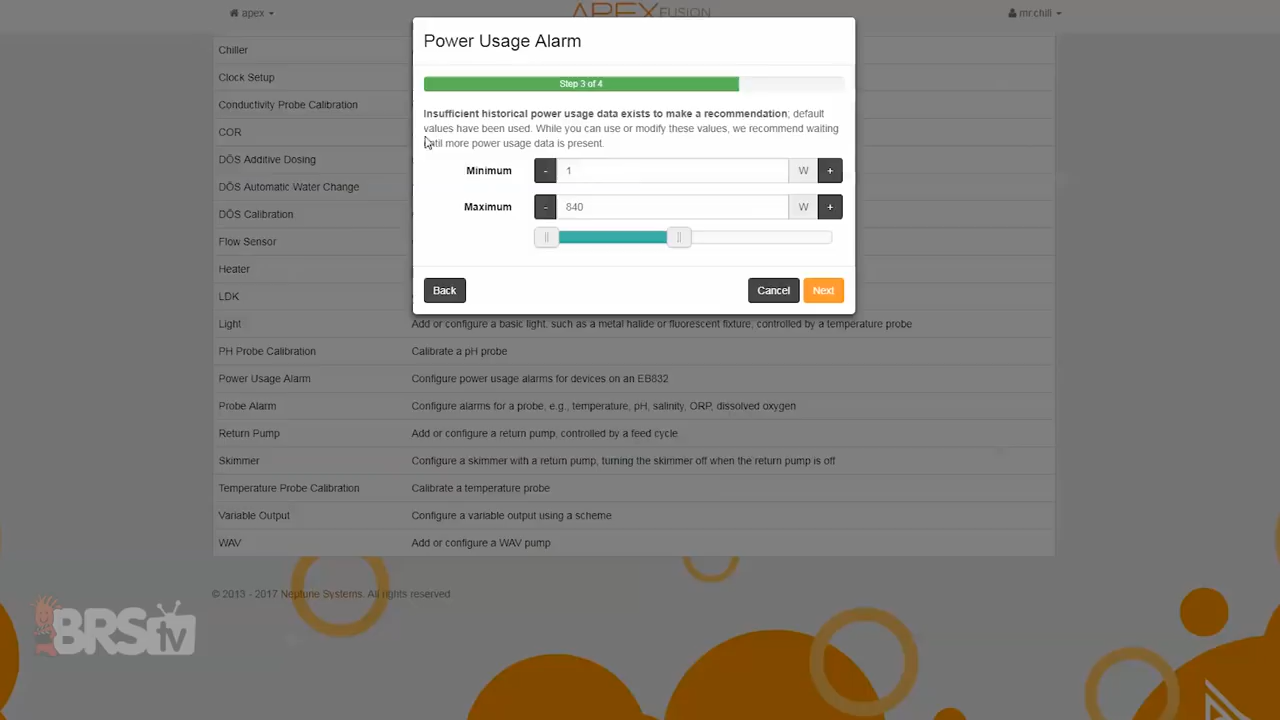 apex
APEX FUSION
mrchill
Power Usage Alarm
Step 3 of 4
Insufficient historical power usage data exists to make a recommendation; default
values have been used. While you can use or modify these values, we recommend waiting
until more power usage data is present.
Minimum - 1 W +
Maximum - 840 W +
Back Cancel Next
Chiller
Clock Setup
Conductivity Probe Calibration
COR
DŌS Additive Dosing
DŌS Automatic Water Change
DŌS Calibration
Flow Sensor
Heater
LDK
Light Add or configure a basic light, such as a metal halide or fluorescent fixture, controlled by a temperature probe
PH Probe Calibration Calibrate a pH probe
Power Usage Alarm Configure power usage alarms for devices on an EB832
Probe Alarm Configure alarms for a probe, e.g., temperature, pH, salinity, ORP, dissolved oxygen
Return Pump Add or configure a return pump, controlled by a feed cycle
Skimmer Configure a skimmer with a return pump, turning the skimmer off when the return pump is off
Temperature Probe Calibration Calibrate a temperature probe
Variable Output Configure a variable output using a scheme
WAV Add or configure a WAV pump
© 2013 - 2017 Neptune Systems. All rights reserved
BRStv